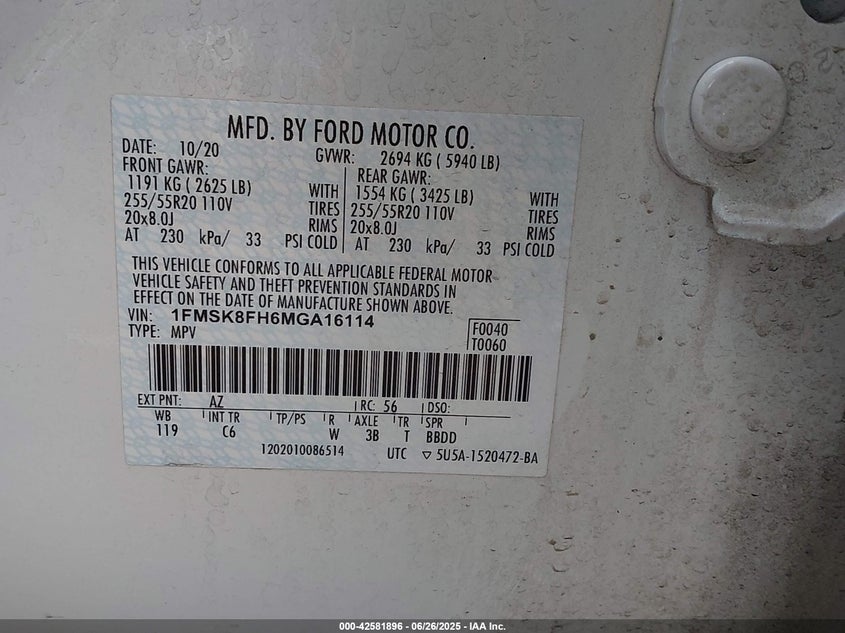 MFD. BY FORD MOTOR CO.
DATE: 10/20 GVWR: 2694 KG ( 5940 LB)
FRONT GAWR: REAR GAWR:
1191 KG ( 2625 LB) WITH 1554 KG ( 3425 LB) WITH
255/55R20 110V TIRES 255/55R20 110V TIRES
20x8.0J RIMS 20x8.0J RIMS
AT 230 kPa/ 33 PSI COLD AT 230 kPa/ 33 PSI COLD
THIS VEHICLE CONFORMS TO ALL APPLICABLE FEDERAL MOTOR
VEHICLE SAFETY AND THEFT PREVENTION STANDARDS IN
EFFECT ON THE DATE OF MANUFACTURE SHOWN ABOVE.
VIN: 1FMSK8FH6MGA16114 F0040
TYPE: MPV T0060
EXT PNT: AZ RC: 56 DSO:
WB INT TR TP/PS R AXLE TR SPR
119 C6 W 3B T BBDD
1202010086514 UTC ▽ 5U5A-1520472-BA
000-42581896 - 06/26/2025 - IAA Inc.